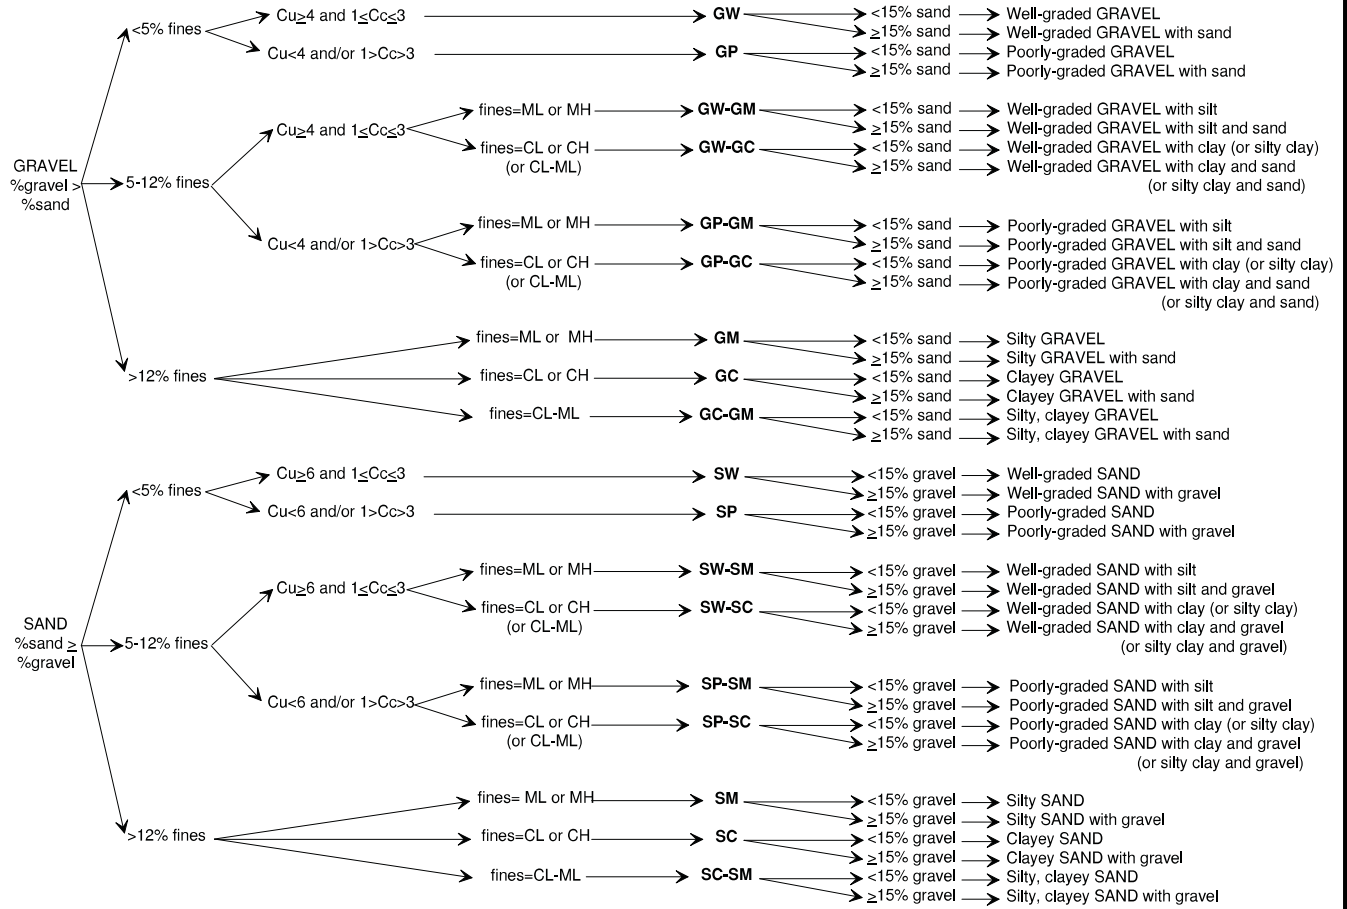 Cu≥4 and 1≤Cc≤3 GW <15% sand Well-graded GRAVEL
<5% fines ≥15% sand Well-graded GRAVEL with sand
Cu<4 and/or 1>Cc>3 GP <15% sand Poorly-graded GRAVEL
≥15% sand Poorly-graded GRAVEL with sand
fines=ML or MH GW-GM <15% sand Well-graded GRAVEL with silt
Cu≥4 and 1≤Cc≤3 ≥15% sand Well-graded GRAVEL with silt and sand
fines=CL or CH GW-GC <15% sand Well-graded GRAVEL with clay (or silty clay)
(or CL-ML) ≥15% sand Well-graded GRAVEL with clay and sand
(or silty clay and sand)
GRAVEL
%gravel > 5-12% fines
%sand
fines=ML or MH GP-GM <15% sand Poorly-graded GRAVEL with silt
Cu<4 and/or 1>Cc>3 ≥15% sand Poorly-graded GRAVEL with silt and sand
fines=CL or CH GP-GC <15% sand Poorly-graded GRAVEL with clay (or silty clay)
(or CL-ML) ≥15% sand Poorly-graded GRAVEL with clay and sand
(or silty clay and sand)
fines=ML or MH GM <15% sand Silty GRAVEL
≥15% sand Silty GRAVEL with sand
>12% fines fines=CL or CH GC <15% sand Clayey GRAVEL
≥15% sand Clayey GRAVEL with sand
fines=CL-ML GC-GM <15% sand Silty, clayey GRAVEL
≥15% sand Silty, clayey GRAVEL with sand
Cu≥6 and 1≤Cc≤3 SW <15% gravel Well-graded SAND
<5% fines ≥15% gravel Well-graded SAND with gravel
Cu<6 and/or 1>Cc>3 SP <15% gravel Poorly-graded SAND
≥15% gravel Poorly-graded SAND with gravel
fines=ML or MH SW-SM <15% gravel Well-graded SAND with silt
Cu≥6 and 1≤Cc≤3 ≥15% gravel Well-graded SAND with silt and gravel
fines=CL or CH SW-SC <15% gravel Well-graded SAND with clay (or silty clay)
(or CL-ML) ≥15% gravel Well-graded SAND with clay and gravel
(or silty clay and gravel)
SAND
%sand ≥ 5-12% fines
%gravel
fines=ML or MH SP-SM <15% gravel Poorly-graded SAND with silt
Cu<6 and/or 1>Cc>3 ≥15% gravel Poorly-graded SAND with silt and gravel
fines=CL or CH SP-SC <15% gravel Poorly-graded SAND with clay (or silty clay)
(or CL-ML) ≥15% gravel Poorly-graded SAND with clay and gravel
(or silty clay and gravel)
fines= ML or MH SM <15% gravel Silty SAND
≥15% gravel Silty SAND with gravel
>12% fines fines=CL or CH SC <15% gravel Clayey SAND
≥15% gravel Clayey SAND with gravel
fines=CL-ML SC-SM <15% gravel Silty, clayey SAND
≥15% gravel Silty, clayey SAND with gravel